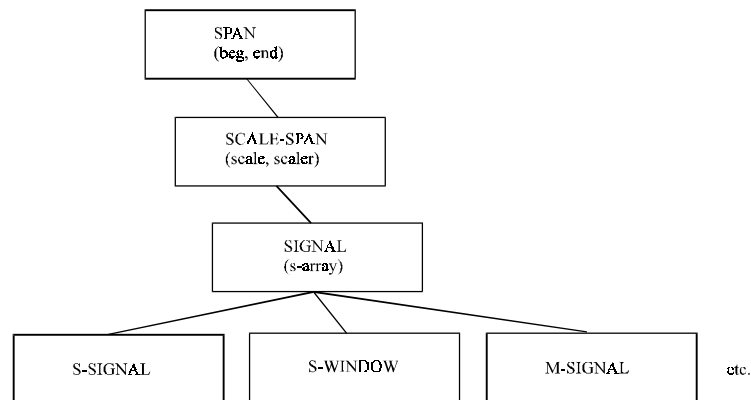 SPAN
(beg, end)
SCALE-SPAN
(scale, scaler)
SIGNAL
(s-array)
S-SIGNAL
S-WINDOW
M-SIGNAL
etc.